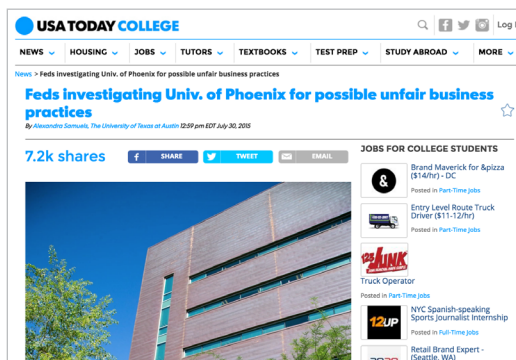 USA TODAY COLLEGE
Log
NEWS HOUSING JOBS TUTORS TEXTBOOKS TEST PREP STUDY ABROAD MORE
News > Feds investigating Univ. of Phoenix for possible unfair business practices
Feds investigating Univ. of Phoenix for possible unfair business
practices
By Alexandra Samuels, The University of Texas at Austin 12:59 pm EDT July 30, 2015
7.2k shares
f SHARE
TWEET
EMAIL
JOBS FOR COLLEGE STUDENTS
&
Brand Maverick for &pizza
($14/hr) - DC
Posted in Part-Time Jobs
Entry Level Route Truck
Driver ($11-12/hr)
Posted in Part-Time Jobs
123JUNK
Truck Operator
Posted in Part-Time Jobs
12UP
NYC Spanish-speaking
Sports Journalist Internship
Posted in Full-Time Jobs
Retail Brand Expert -
(Seattle, WA)